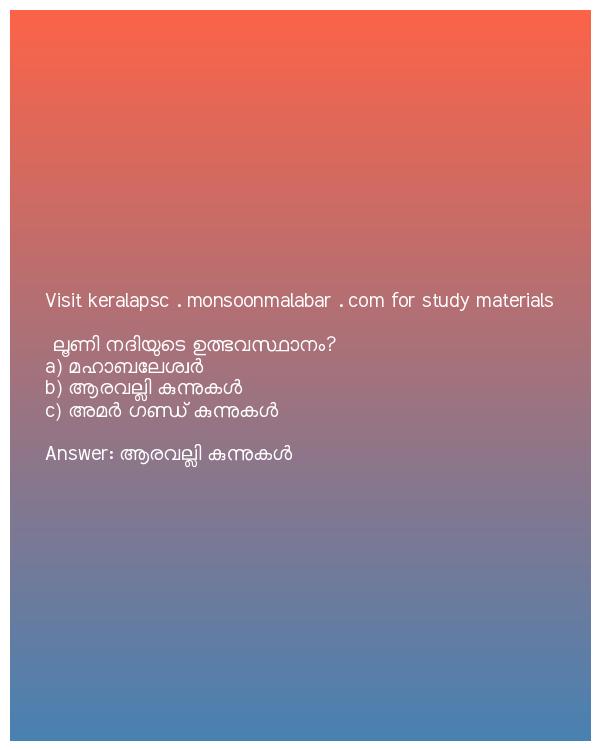 Visit keralapsc . monsoonmalabar . com for study materials
ലൂണി നദിയുടെ ഉത്ഭവസ്ഥാനം?
a) മഹാബലേശ്വർ
b) ആരവല്ലി കുന്നുകൾ
c) അമർ ഗണ്ഡ് കുന്നുകൾ
Answer: ആരവല്ലി കുന്നുകൾ